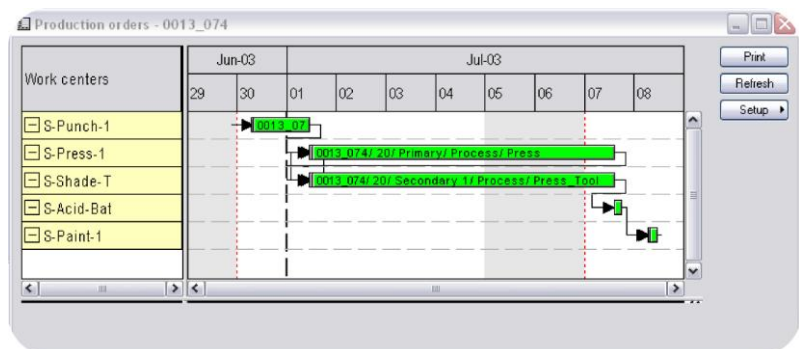 Production orders - 0013_074
Work centers
Jun-03 Jul-03
29 30 01 02 03 04 05 06 07 08
Print
Refresh
Setup
S-Punch-1
0013_07
S-Press-1
0013_074/ 20/ Primary/ Process/ Press
S-Shade-T
0013_074/ 20/ Secondary 1/ Process/ Press_Tool
S-Acid-Bat
S-Paint-1